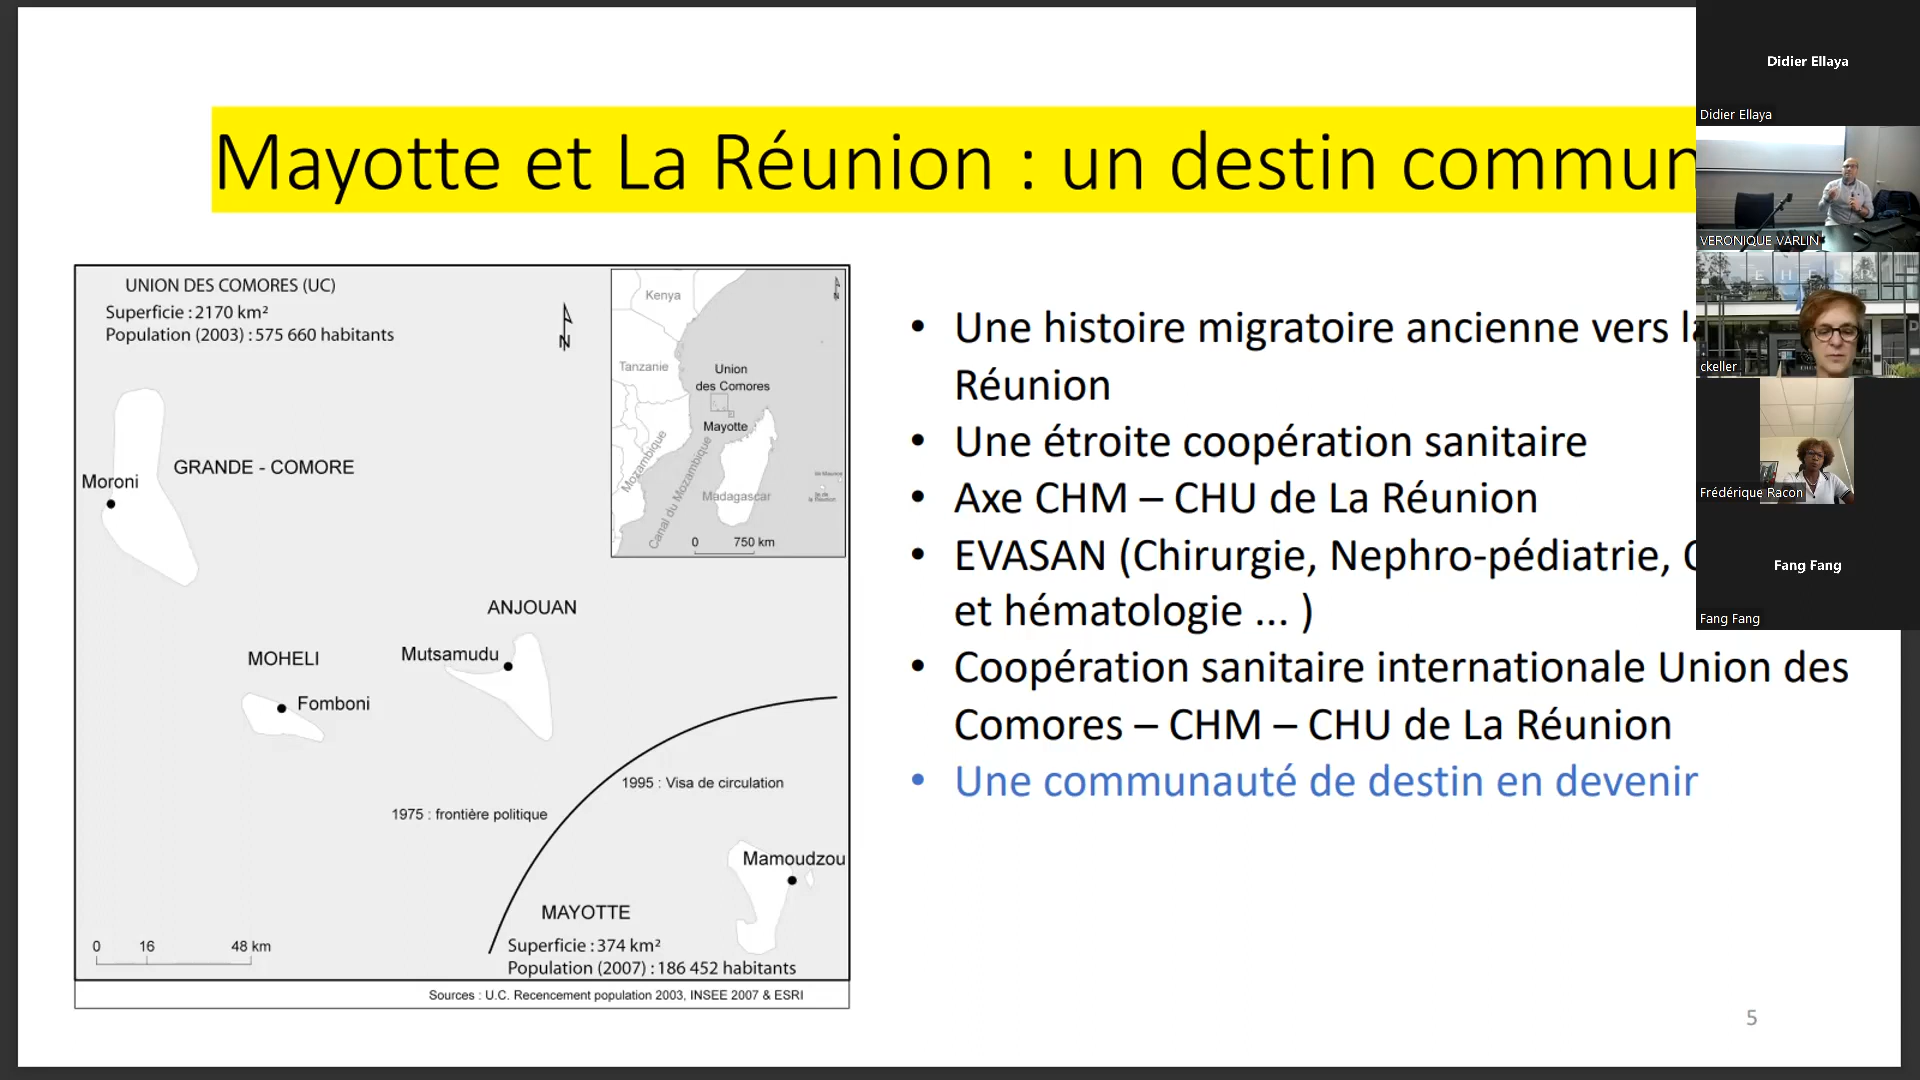 Mayotte et La Réunion : un destin commun
UNION DES COMORES (UC)
Superficie : 2170 km²
Population (2003) : 575 660 habitants
N
Kenya
Tanzanie
Union
des Comores
Mayotte
Mozambique
Canal du Mozambique
Madagascar
0 750 km
Moroni
GRANDE - COMORE
ANJOUAN
Mutsamudu
MOHELI
Fomboni
1995 : Visa de circulation
1975 : frontière politique
Mamoudzou
MAYOTTE
Superficie : 374 km²
Population (2007) : 186 452 habitants
0 16 48 km
Sources : U.C. Recencement population 2003, INSEE 2007 & ESRI
• Une histoire migratoire ancienne vers la
Réunion
• Une étroite coopération sanitaire
• Axe CHM – CHU de La Réunion
• EVASAN (Chirurgie, Nephro-pédiatrie,
et hématologie ... )
• Coopération sanitaire internationale Union des
Comores – CHM – CHU de La Réunion
• Une communauté de destin en devenir
5
Didier Ellaya
Didier Ellaya
VERONIQUE VARLIN
EHESP
ckeller
Frédérique Racon
Fang Fang
Fang Fang